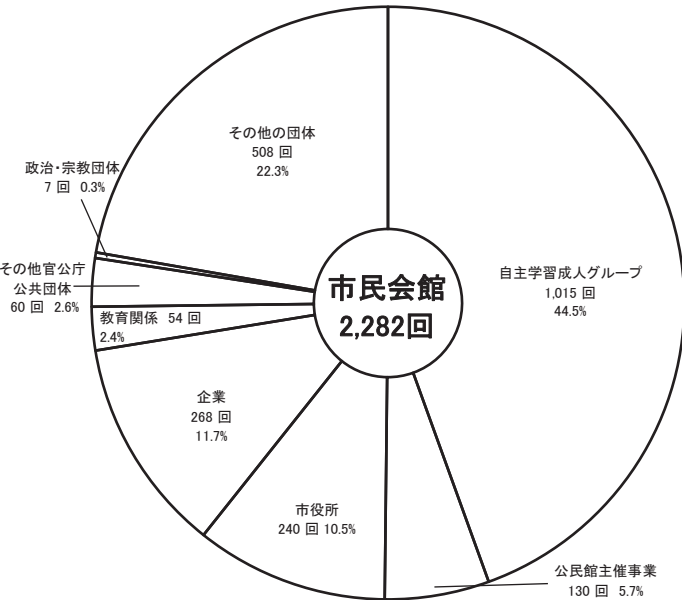 その他の団体
508 回
22.3%
政治・宗教団体
7 回 0.3%
その他官公庁
公共団体
60 回 2.6%
教育関係 54 回
2.4%
企業
268 回
11.7%
市役所
240 回 10.5%
市民会館
2,282回
自主学習成人グループ
1,015 回
44.5%
公民館主催事業
130 回 5.7%